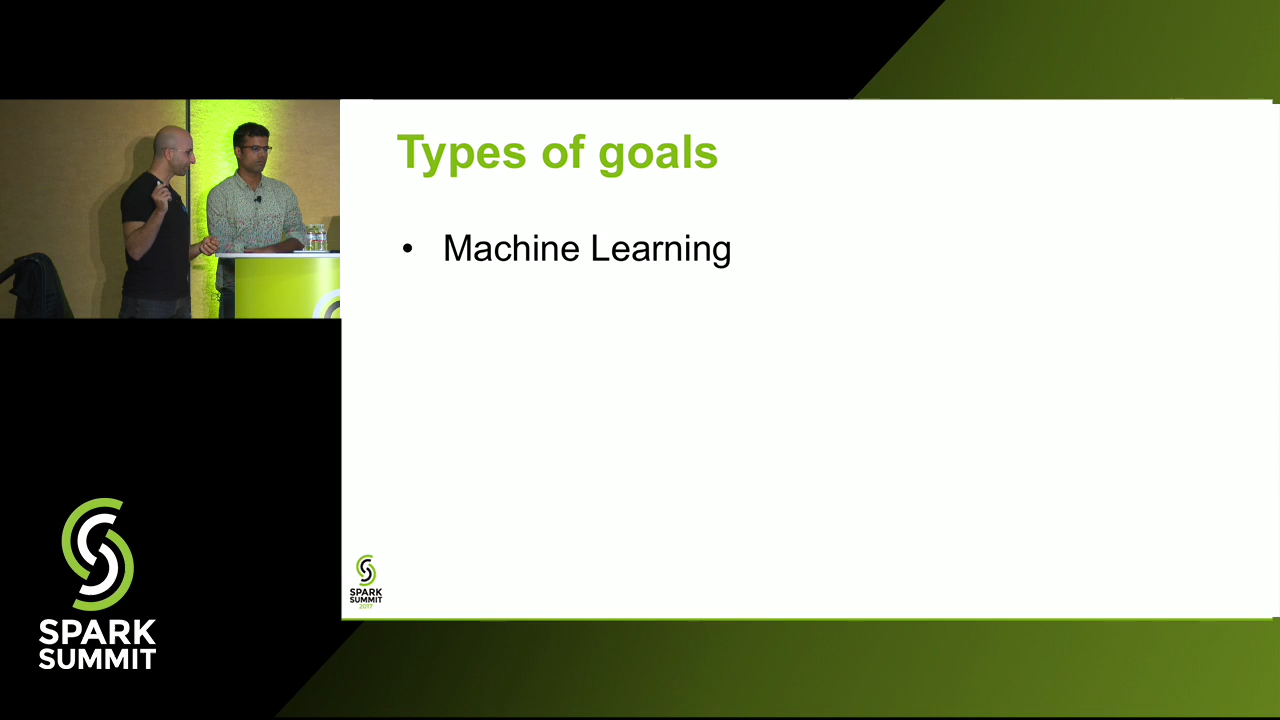 Types of goals
• Machine Learning
SPARK
SUMMIT
2017
SPARK
SUMMIT